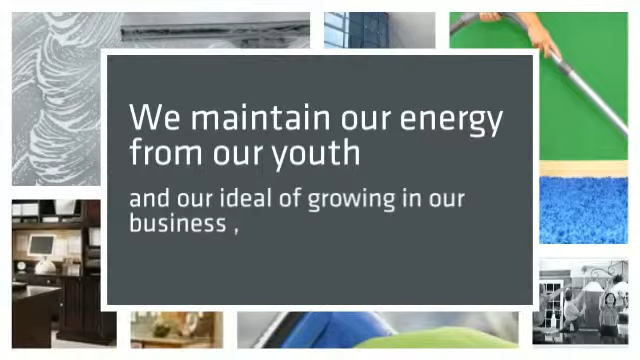 We maintain our energy
from our youth
and our ideal of growing in our
business ,